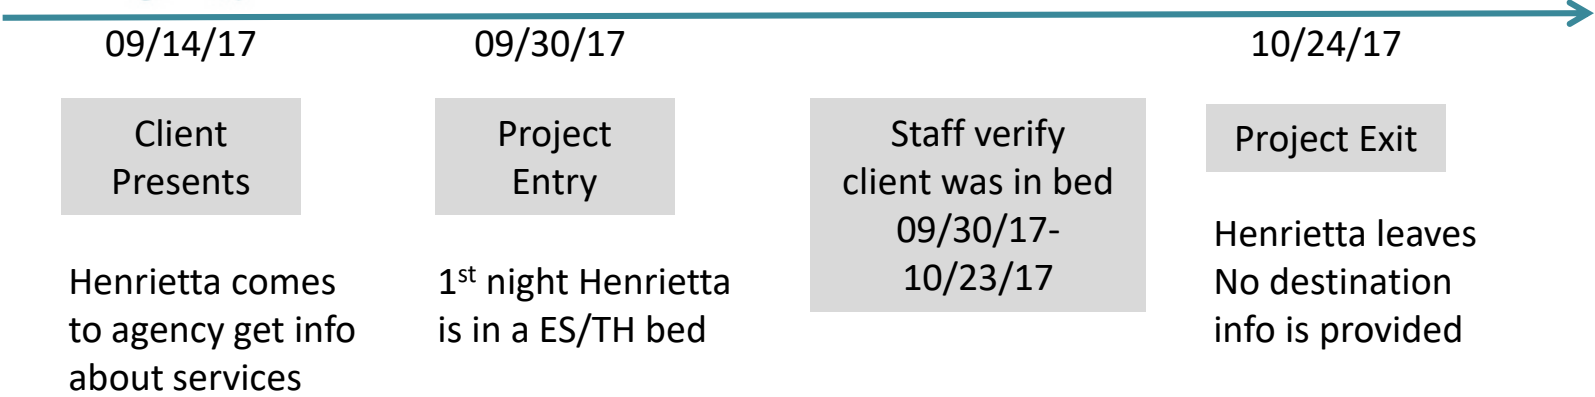 09/14/17
09/30/17
10/24/17
Client
Presents
Project
Entry
Staff verify
client was in bed
09/30/17-
10/23/17
Project Exit
Henrietta comes
to agency get info
about services
1st night Henrietta
is in a ES/TH bed
Henrietta leaves
No destination
info is provided